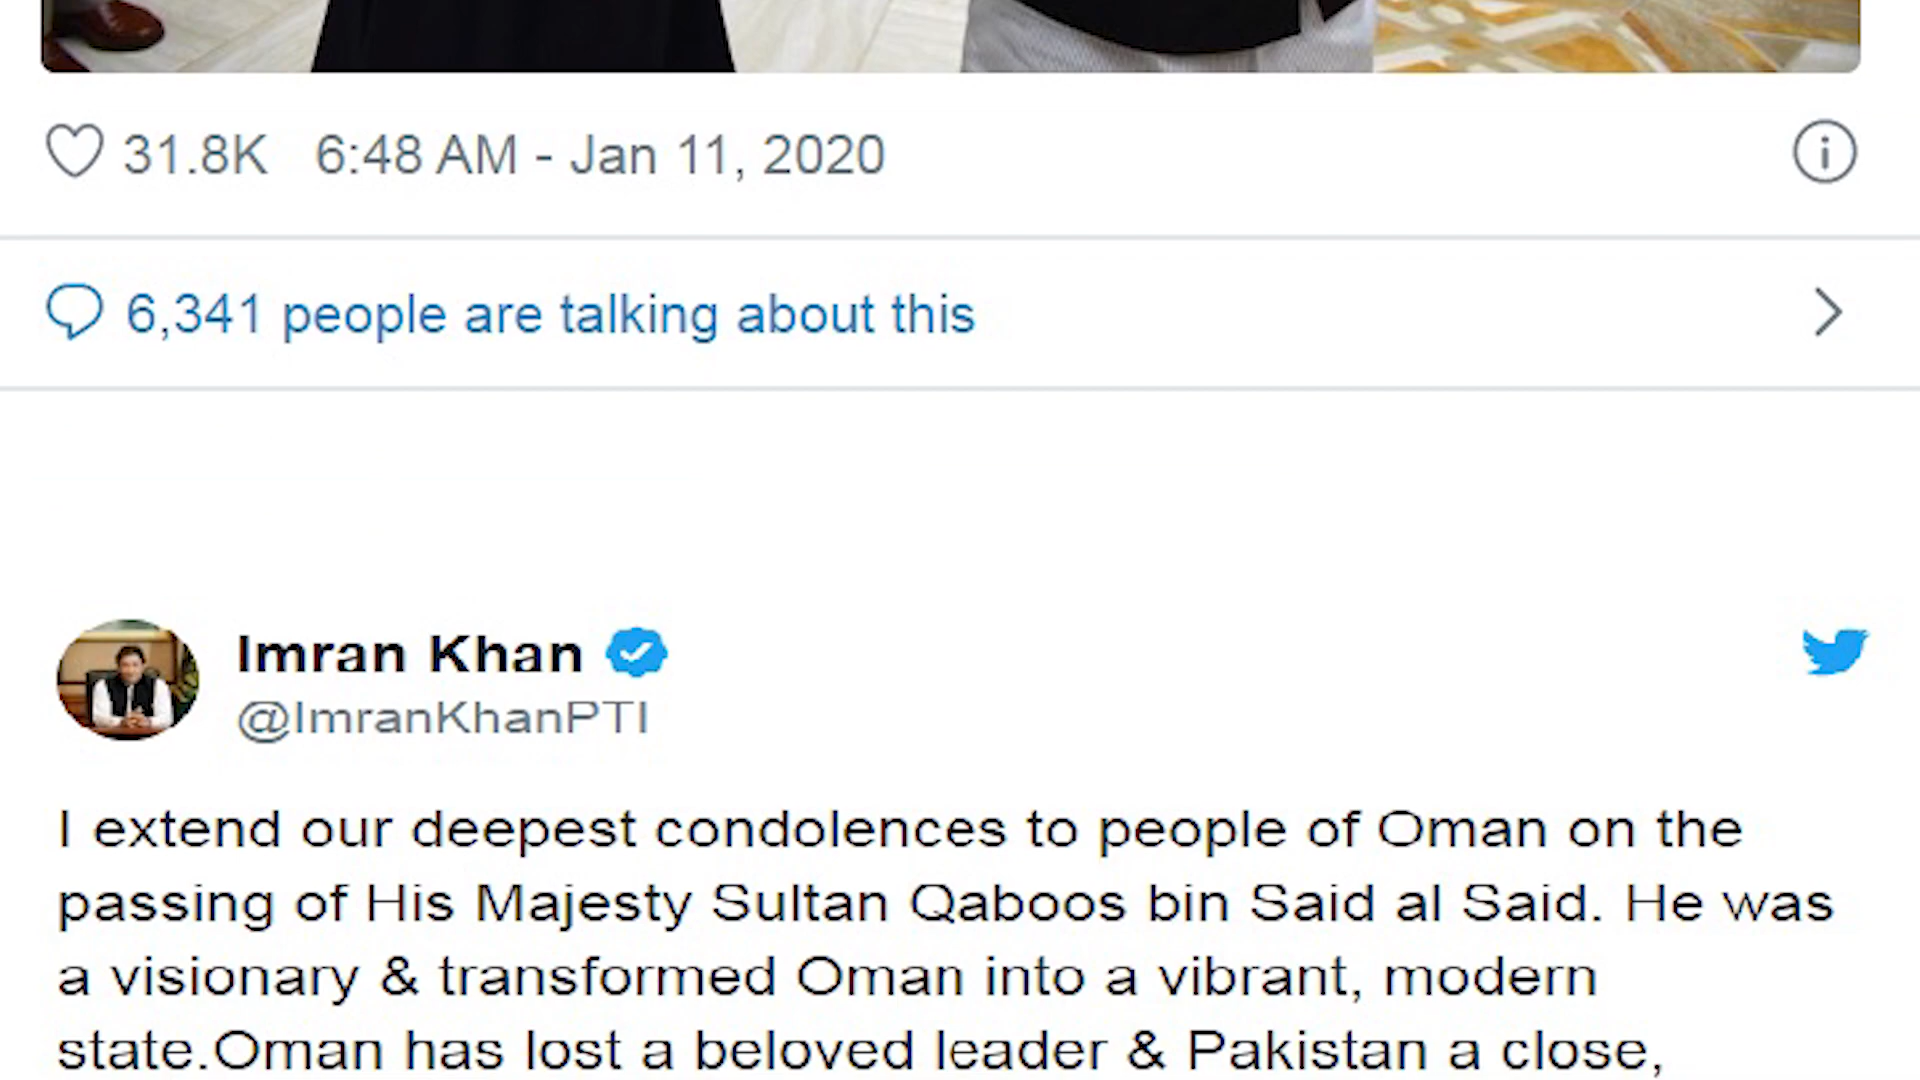 31.8K 6:48 AM - Jan 11, 2020
6,341 people are talking about this
Imran Khan
@ImranKhanPTI
I extend our deepest condolences to people of Oman on the
passing of His Majesty Sultan Qaboos bin Said al Said. He was
a visionary & transformed Oman into a vibrant, modern
state.Oman has lost a beloved leader & Pakistan a close,